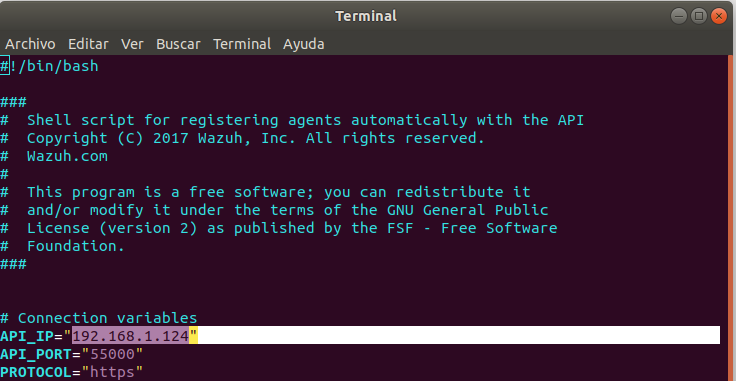 Terminal
Archivo Editar Ver Buscar Terminal Ayuda
#!/bin/bash
###
#  Shell script for registering agents automatically with the API
#  Copyright (C) 2017 Wazuh, Inc. All rights reserved.
#  Wazuh.com
#
#  This program is a free software; you can redistribute it
#  and/or modify it under the terms of the GNU General Public
#  License (version 2) as published by the FSF - Free Software
#  Foundation.
###
# Connection variables
API_IP="192.168.1.124"
API_PORT="55000"
PROTOCOL="https"